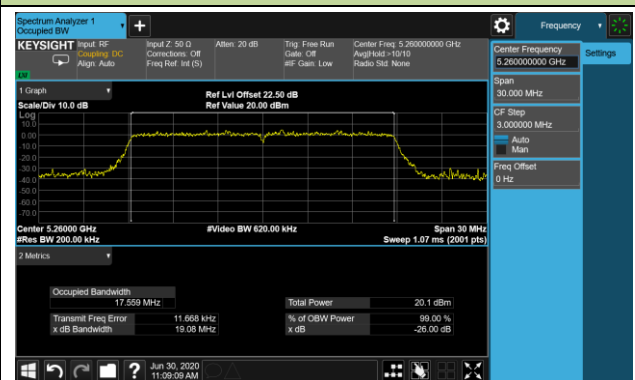 Spectrum Analyzer 1
Occupied BW
+
Frequency
KEYSIGHT
Input: RF
Coupling: DC
Align: Auto
Input Z: 50 Ω
Corrections: Off
Freq Ref: Int (S)
Atten: 20 dB
Trig: Free Run
Gate: Off
#IF Gain: Low
Center Freq: 5.260000000 GHz
Avg|Hold:>10/10
Radio Std: None
Center Frequency
5.260000000 GHz
Settings
Span
30.000 MHz
CF Step
3.000000 MHz
Auto
Man
Freq Offset
0 Hz
1 Graph
Scale/Div 10.0 dB
Ref Lvl Offset 22.50 dB
Ref Value 20.00 dBm
Log
10.0
0.00
-10.0
-20.0
-30.0
-40.0
-50.0
-60.0
-70.0
Center 5.26000 GHz
#Res BW 200.00 kHz
#Video BW 620.00 kHz
Span 30 MHz
Sweep 1.07 ms (2001 pts)
2 Metrics
Occupied Bandwidth
17.559 MHz
Total Power 20.1 dBm
Transmit Freq Error 11.668 kHz
% of OBW Power 99.00 %
x dB Bandwidth 19.08 MHz
x dB -26.00 dB
?
Jun 30, 2020
11:09:09 AM